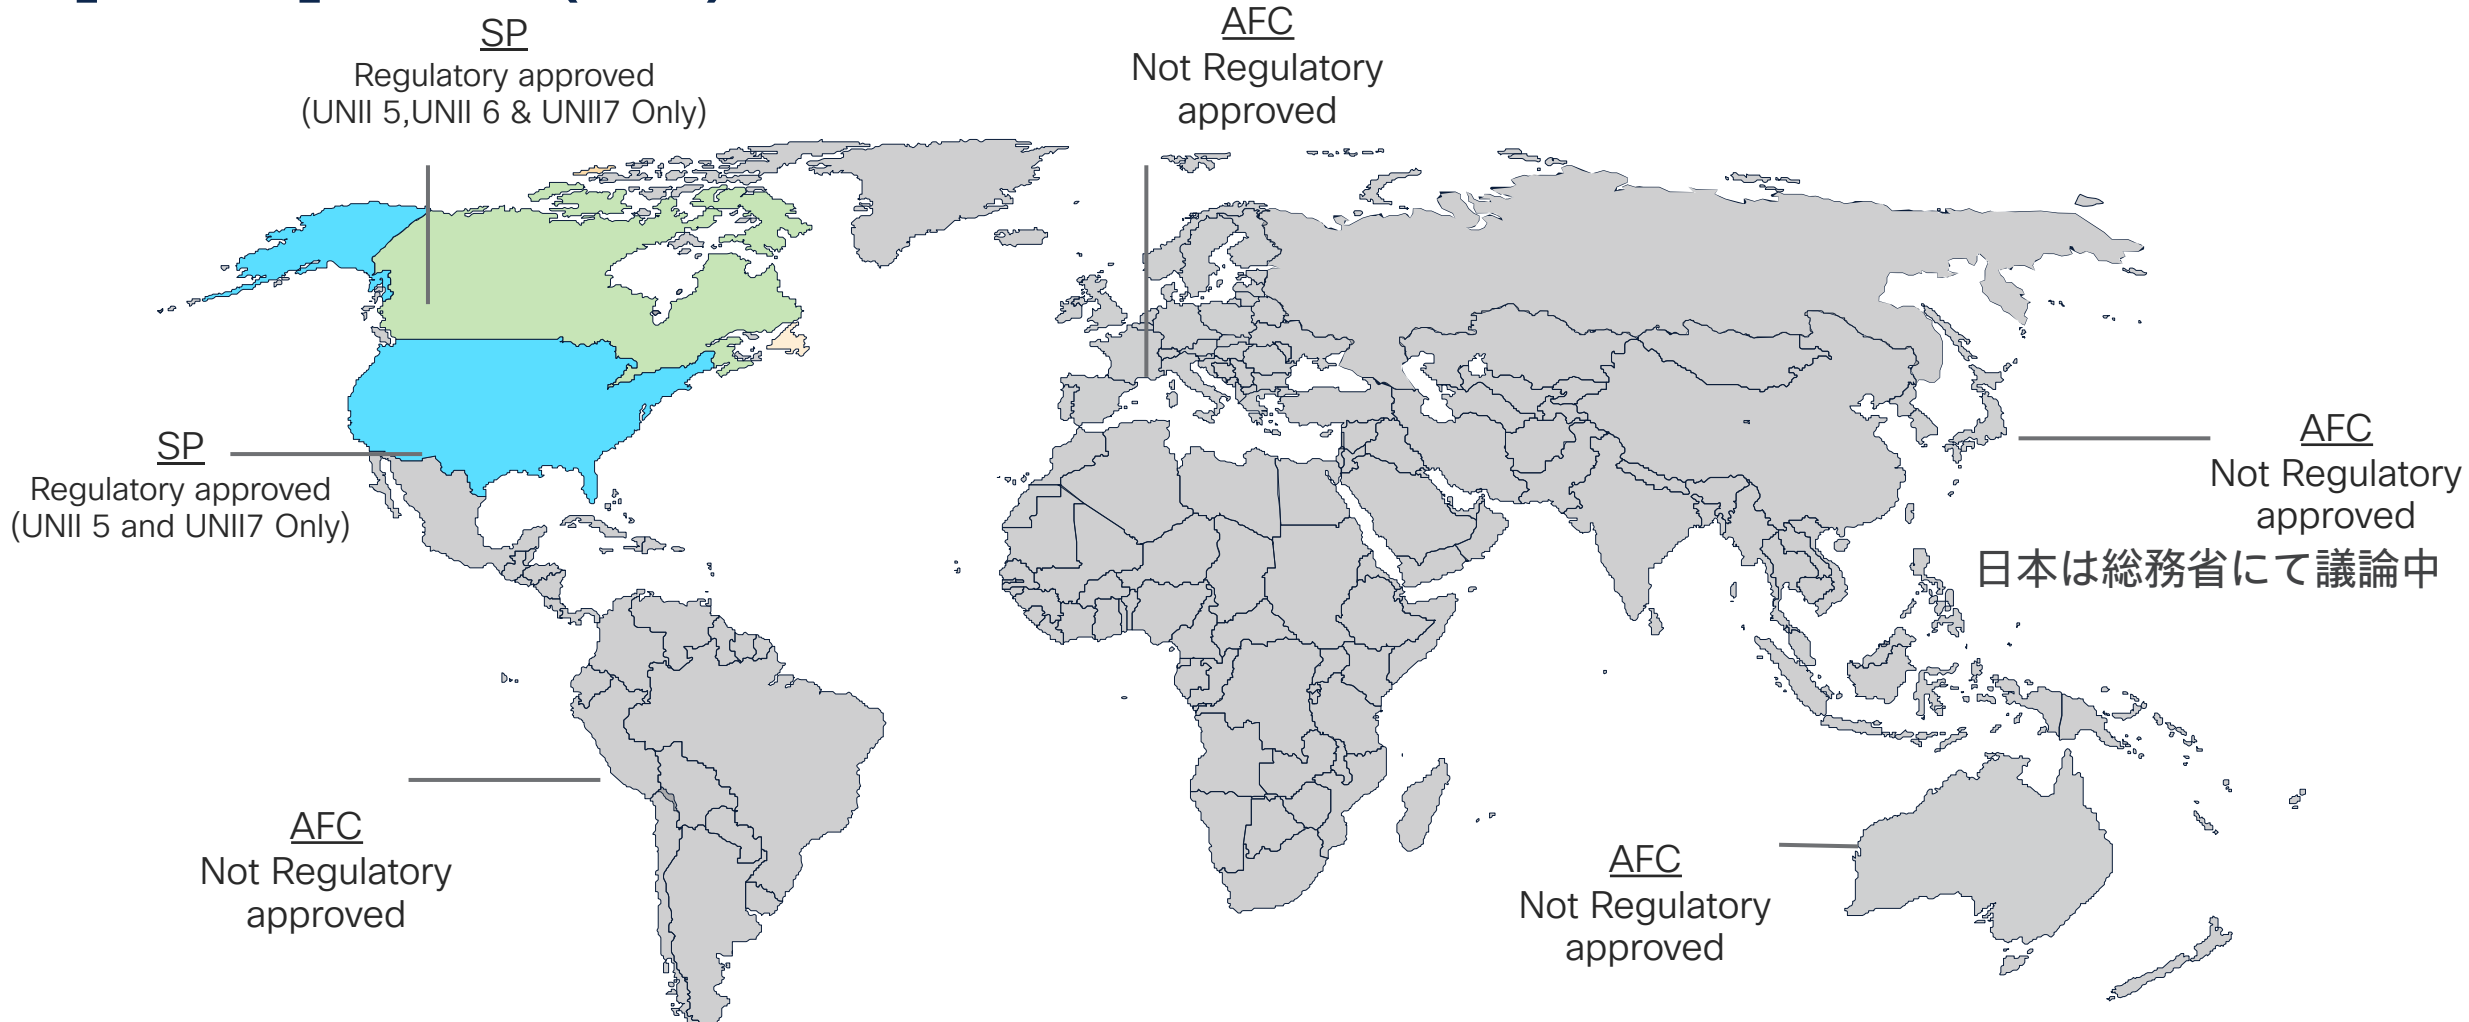 SP
Regulatory approved
(UNII 5,UNII 6 & UNII7 Only)
AFC
Not Regulatory
approved
SP
Regulatory approved
(UNII 5 and UNII7 Only)
AFC
Not Regulatory
approved
日本は総務省にて議論中
AFC
Not Regulatory
approved
AFC
Not Regulatory
approved